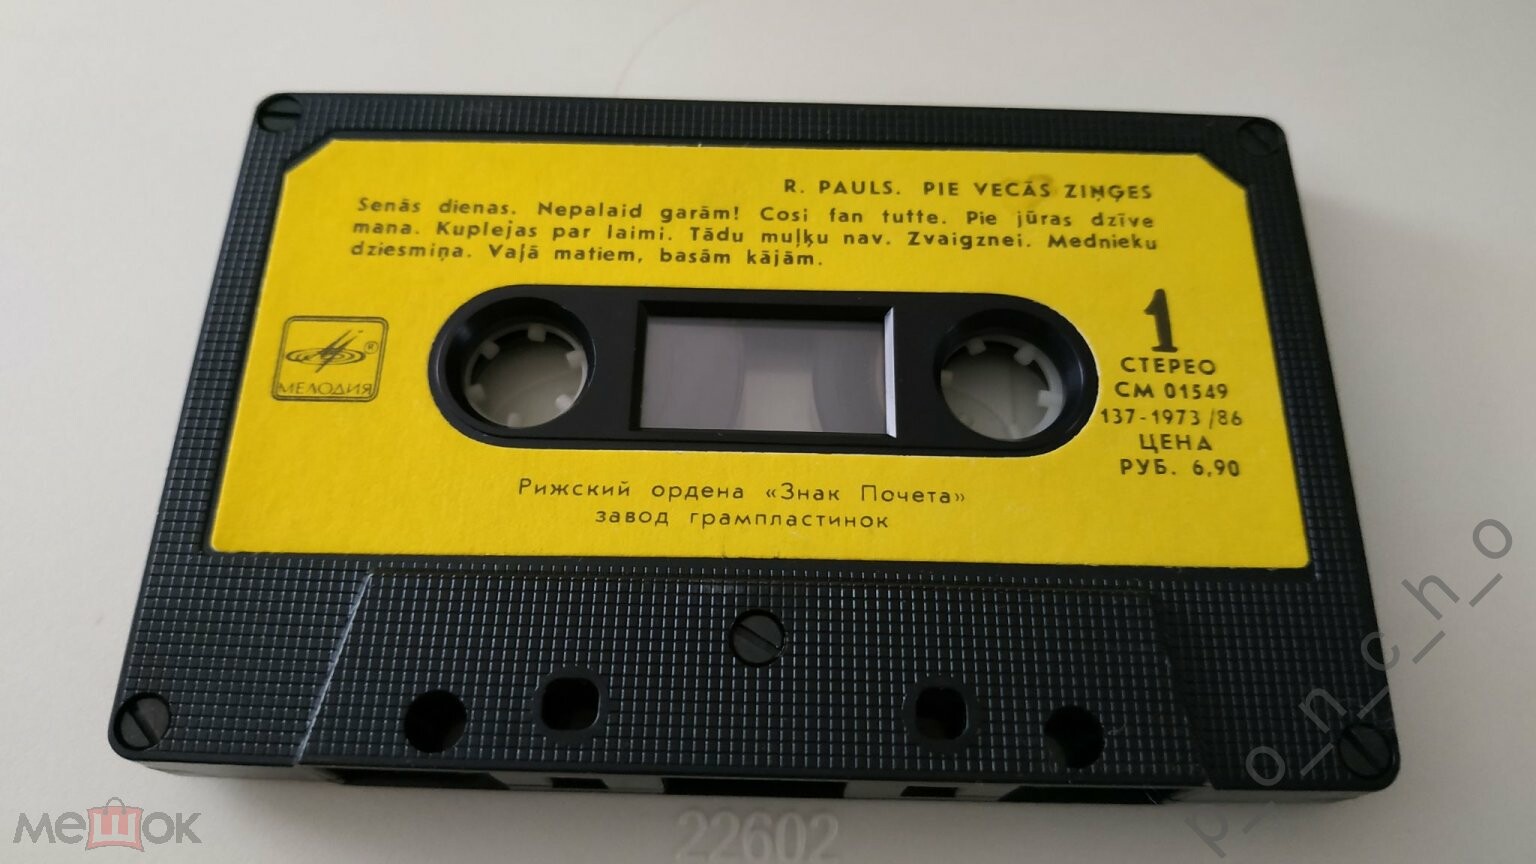 R. PAULS. PIE VECĀS ZIŅĢES
Senās dienas. Nepalaid garām! Cosi fan tutte. Pie jūras dzīve
mana. Kuplejas par laimi. Tādu muļķu nav. Zvaigznei. Mednieku
dziesmiņa. Vaļā matiem, basām kājām.
МЕЛОДИЯ ®
1
СТЕРЕО
СМ 01549
137-1973/86
ЦЕНА
РУБ. 6,90
Рижский ордена «Знак Почета»
завод грампластинок
p_o_n_c_h_o
мешок
22602